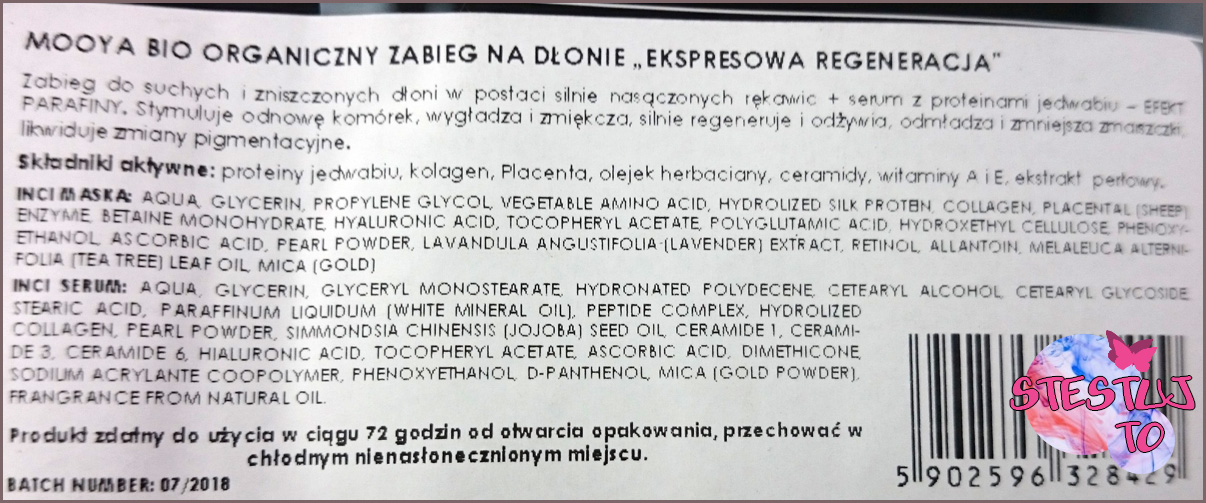 MOOYA BIO ORGANICZNY ZABIEG NA DŁONIE „EKSPRESOWA REGENERACJA"
Zabieg do suchych i zniszczonych dłoni w postaci silnie nasączonych rękawic + serum z proteinami jedwabiu – EFEKT
PARAFINY. Stymuluje odnowę komórek, wygładza i zmiękcza, silnie regeneruje i odżywia, odmładza i zmniejsza zmarszczki,
likwiduje zmiany pigmentacyjne.
Składniki aktywne: proteiny jedwabiu, kolagen, Placenta, olejek herbaciany, ceramidy, witaminy A i E, ekstrakt perłowy.
INCI MASKA: AQUA, GLYCERIN, PROPYLENE GLYCOL, VEGETABLE AMINO ACID, HYDROLIZED SILK PROTEIN, COLLAGEN, PLACENTAL (SHEEP)
ENZYME, BETAINE MONOHYDRATE, HYALURONIC ACID, TOCOPHERYL ACETATE, POLYGLUTAMIC ACID, HYDROXETHYL CELLULOSE, PHENOXY-
ETHANOL, ASCORBIC ACID, PEARL POWDER, LAVANDULA ANGUSTIFOLIA (LAVENDER) EXTRACT, RETINOL, ALLANTOIN, MELALEUCA ALTERNI-
FOLIA (TEA TREE) LEAF OIL, MICA (GOLD)
INCI SERUM: AQUA, GLYCERIN, GLYCERYL MONOSTEARATE, HYDRONATED POLYDECENE, CETEARYL ALCOHOL, CETEARYL GLYCOSIDE,
STEARIC ACID, PARAFFINUM LIQUIDUM (WHITE MINERAL OIL), PEPTIDE COMPLEX, HYDROLIZED
COLLAGEN, PEARL POWDER, SIMMONDSIA CHINENSIS (JOJOBA) SEED OIL, CERAMIDE 1, CERAMI-
DE 3, CERAMIDE 6, HIALURONIC ACID, TOCOPHERYL ACETATE, ASCORBIC ACID, DIMETHICONE,
SODIUM ACRYLANTE COOPOLYMER, PHENOXYETHANOL, D-PANTHENOL, MICA (GOLD POWDER),
FRANGRANCE FROM NATURAL OIL.
Produkt zdatny do użycia w ciągu 72 godzin od otwarcia opakowania, przechować w
chłodnym nienasłonecznionym miejscu.
BATCH NUMBER: 07/2018
5 902596 328429
STESTUJ
TO